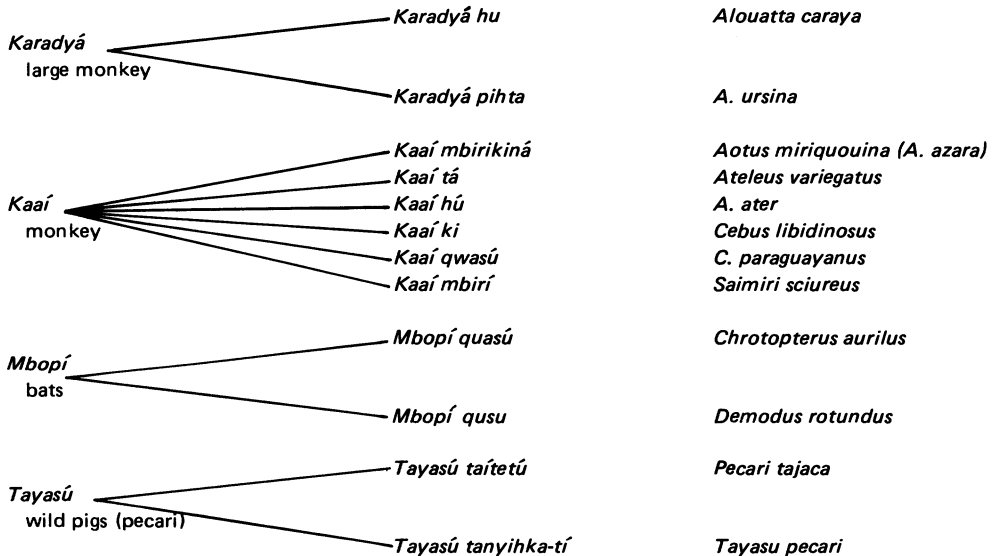 Karadyá hu Alouatta caraya
Karadyá
large monkey
Karadyá pihta A. ursina
Kaaí mbirikiná Aotus miriquouina (A. azara)
Kaaí tá Ateleus variegatus
Kaaí hú A. ater
Kaaí
monkey
Kaaí ki Cebus libidinosus
Kaaí qwasú C. paraguayanus
Kaaí mbirí Saimiri sciureus
Mbopí quasú Chrotopterus aurilus
Mbopí
bats
Mbopí qusu Demodus rotundus
Tayasú taítetú Pecari tajaca
Tayasú
wild pigs (pecari)
Tayasú tanyihka-tí Tayasu pecari